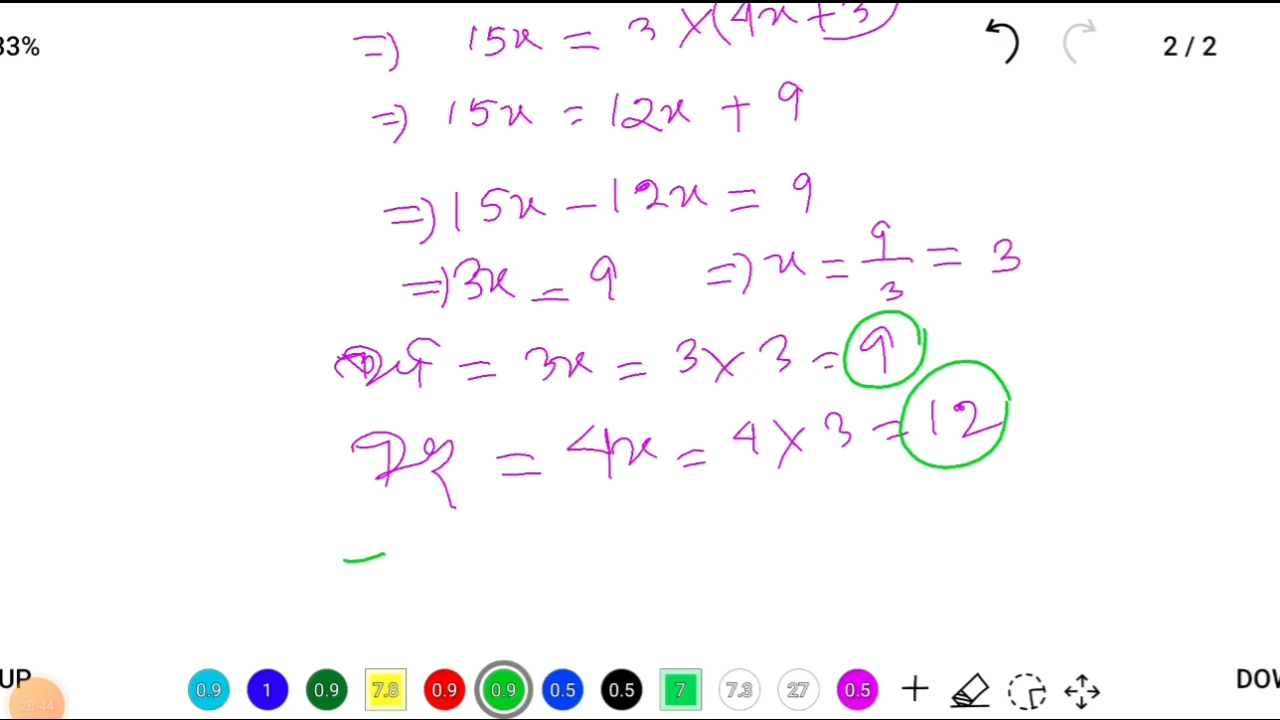 33%
=> 15x = 3 × (4x + 3)
2 / 2
=> 15x = 12x + 9
=> 15x - 12x = 9
=> 3x = 9 => x = 9/3 = 3
= 3x = 3 × 3 = 9
= 4x = 4 × 3 = 12
UP
20:44
0.9 1 0.9 7.8 0.9 0.9 0.5 0.5 7 7.3 27 0.5 +
DOW